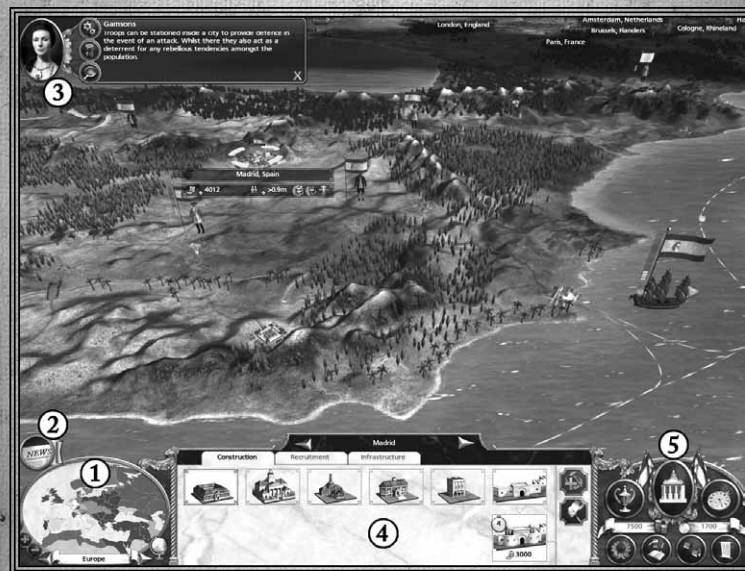 Garrisons
Troops can be stationed inside a city to provide defence in
the event of an attack. Whilst there they also act as a
deterrent for any rebellious tendencies amongst the
population.
X
London, England
Amsterdam, Netherlands
Brussels, Flanders
Cologne, Rhineland
Paris, France
3
Madrid, Spain
4012
>0.9m
2
NEWS
1
Europe
Madrid
Construction
Recruitment
Infrastructure
4
4
3000
5
7500
1700